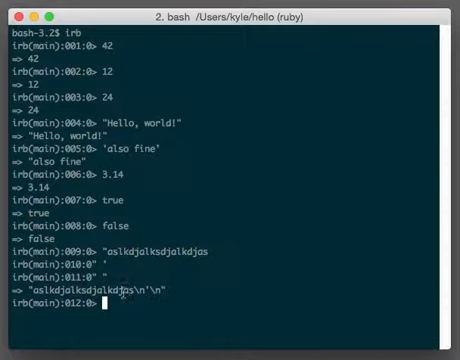 2. bash /Users/kyle/hello (ruby)
bash-3.2$ irb
irb(main):001:0> 42
=> 42
irb(main):002:0> 12
=> 12
irb(main):003:0> 24
=> 24
irb(main):004:0> "Hello, world!"
=> "Hello, world!"
irb(main):005:0> 'also fine'
=> "also fine"
irb(main):006:0> 3.14
=> 3.14
irb(main):007:0> true
=> true
irb(main):008:0> false
=> false
irb(main):009:0> "aslkdjalksdjalkdjas
irb(main):010:0" '
irb(main):011:0" "
=> "aslkdjalksdjalkdjas\n'\n"
irb(main):012:0>